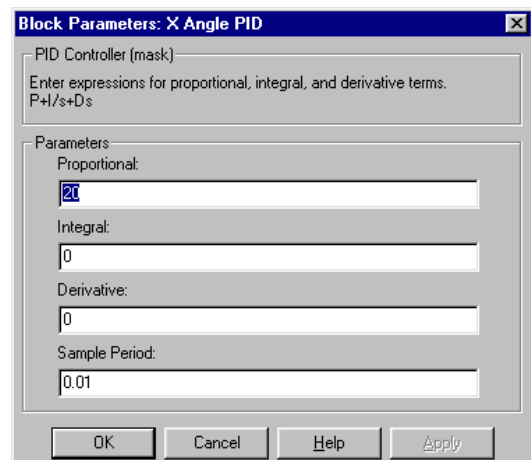 Block Parameters: X Angle PID
PID Controller (mask)
Enter expressions for proportional, integral, and derivative terms.
P+I/s+Ds
Parameters
Proportional:
20
Integral:
0
Derivative:
0
Sample Period:
0.01
OK Cancel Help Apply